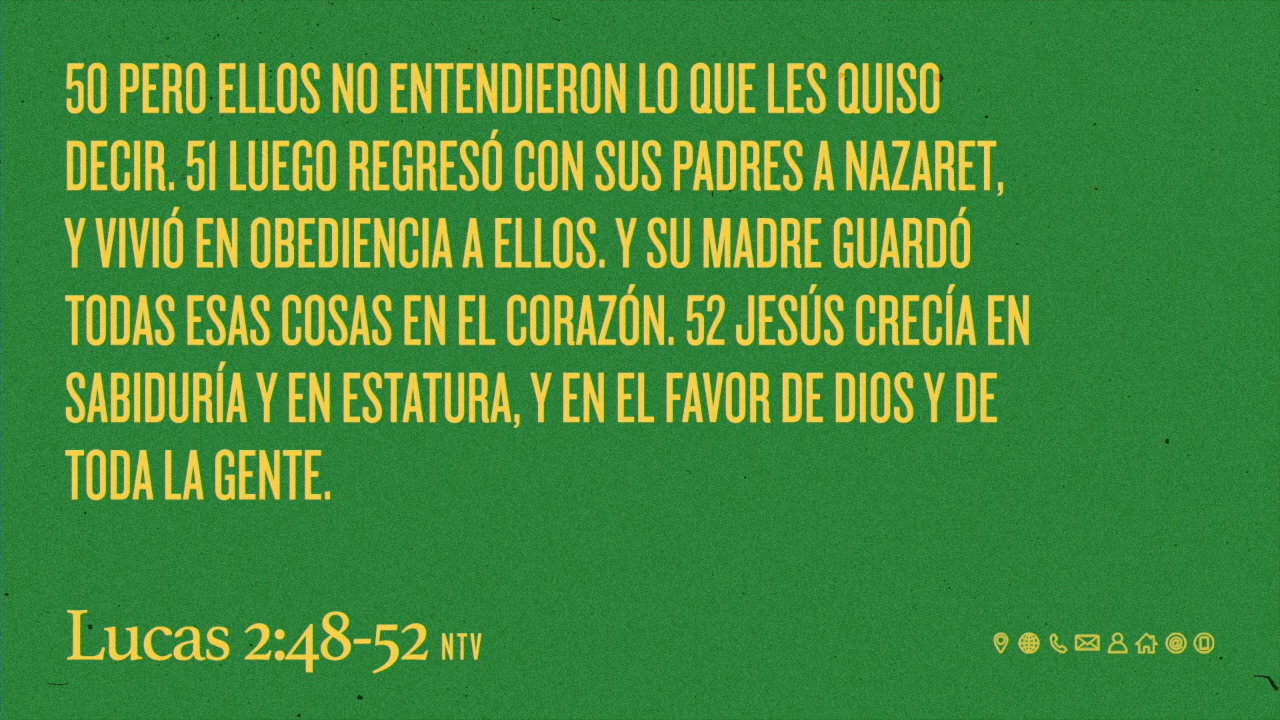 50 PERO ELLOS NO ENTENDIERON LO QUE LES QUISO
DECIR. 51 LUEGO REGRESÓ CON SUS PADRES A NAZARET,
Y VIVIÓ EN OBEDIENCIA A ELLOS. Y SU MADRE GUARDÓ
TODAS ESAS COSAS EN EL CORAZÓN. 52 JESÚS CRECÍA EN
SABIDURÍA Y EN ESTATURA, Y EN EL FAVOR DE DIOS Y DE
TODA LA GENTE.
Lucas 2:48-52 NTV